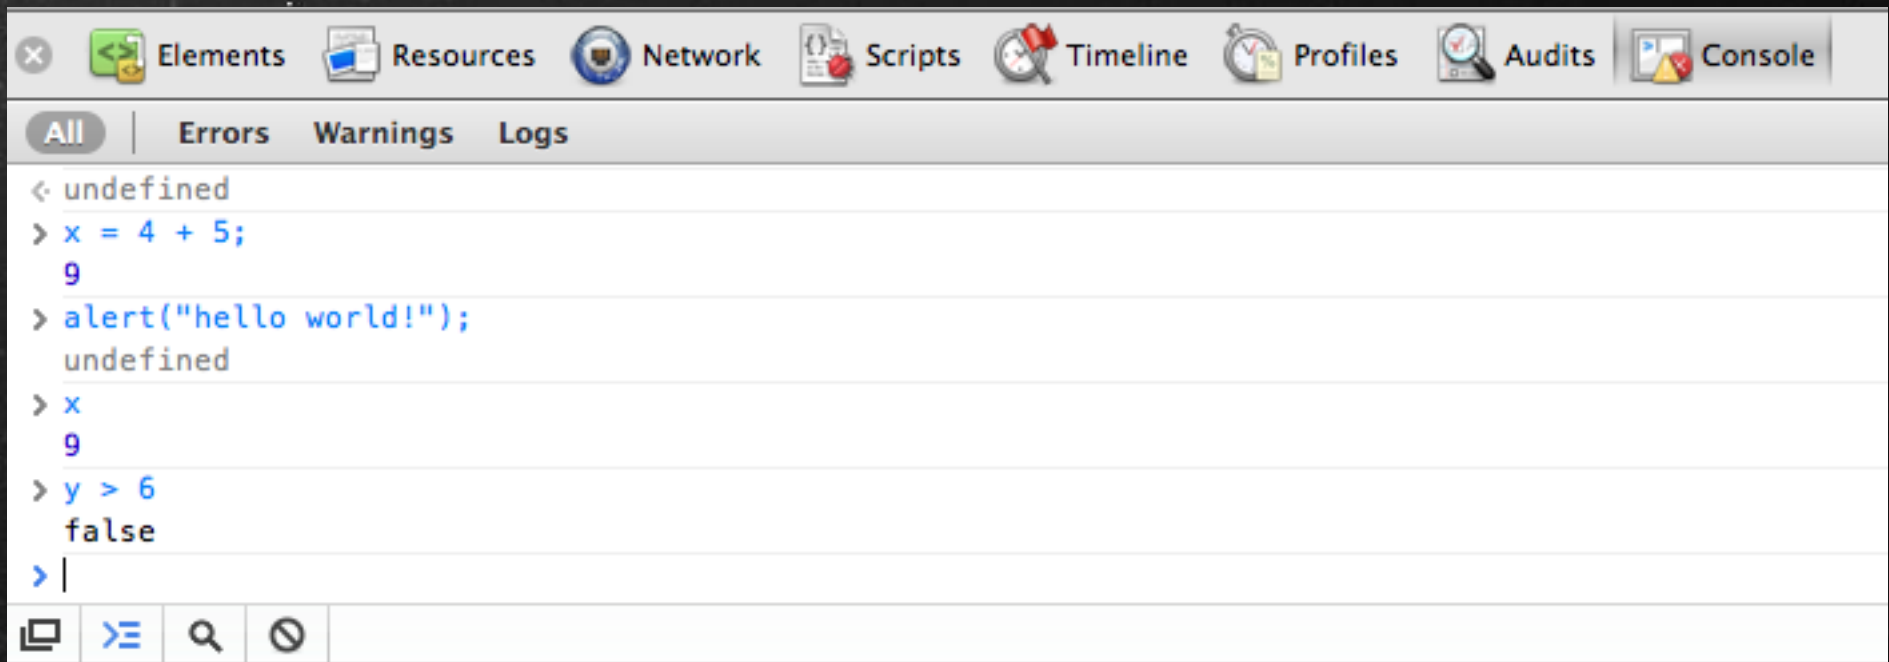 Elements Resources Network Scripts Timeline Profiles Audits Console
All Errors Warnings Logs
undefined
> x = 4 + 5;
9
> alert("hello world!");
undefined
> x
9
> y > 6
false
>